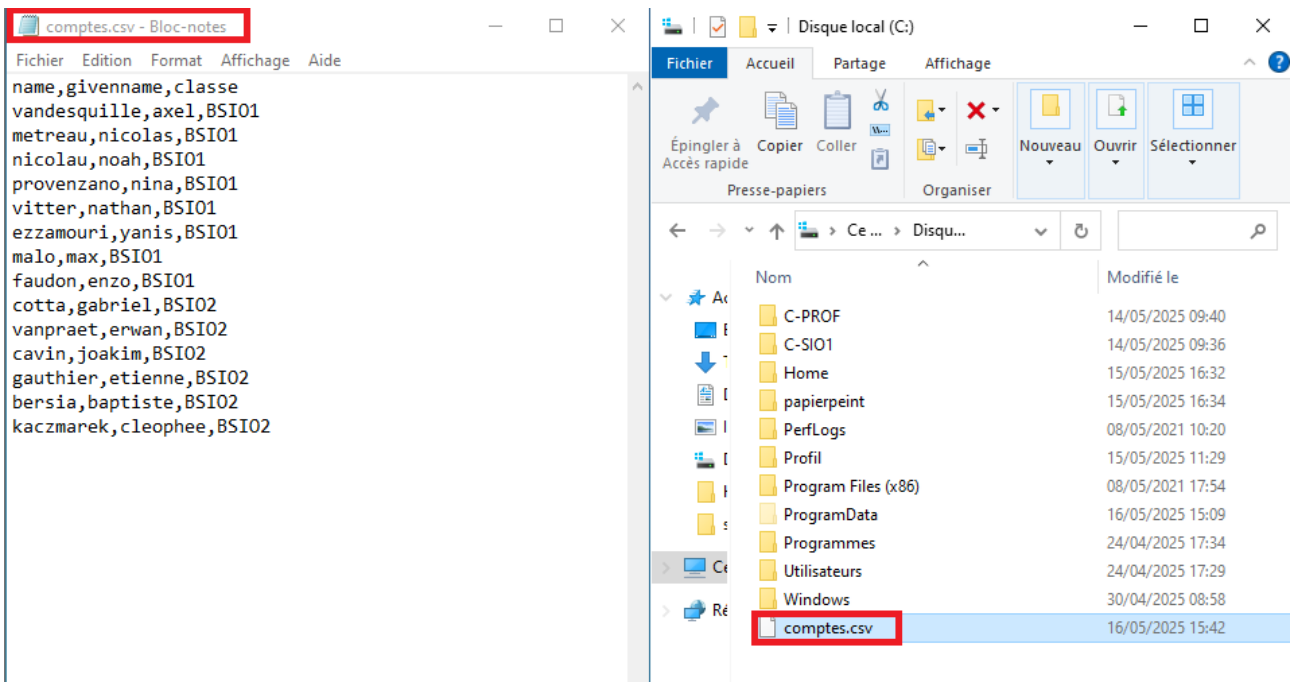 comptes.csv - Bloc-notes
Fichier Edition Format Affichage Aide
name,givenname,classe
vandesquille,axel,BSIO1
metreau,nicolas,BSIO1
nicolau,noah,BSIO1
provenzano,nina,BSIO1
vitter,nathan,BSIO1
ezzamouri,yanis,BSIO1
malo,max,BSIO1
faudon,enzo,BSIO1
cotta,gabriel,BSIO2
vanpraet,erwan,BSIO2
cavin,joakim,BSIO2
gauthier,etienne,BSIO2
bersia,baptiste,BSIO2
kaczmarek,cleophee,BSIO2
Disque local (C:)
Fichier Accueil Partage Affichage
Épingler à Accès rapide
Copier
Coller
Nouveau
Ouvrir
Sélectionner
Presse-papiers
Organiser
Ce ... › Disqu...
Nom Modifié le
C-PROF 14/05/2025 09:40
C-SIO1 14/05/2025 09:36
Home 15/05/2025 16:32
papierpeint 15/05/2025 16:34
PerfLogs 08/05/2021 10:20
Profil 15/05/2025 11:29
Program Files (x86) 08/05/2021 17:54
ProgramData 16/05/2025 15:09
Programmes 24/04/2025 17:34
Utilisateurs 24/04/2025 17:29
Windows 30/04/2025 08:58
comptes.csv 16/05/2025 15:42